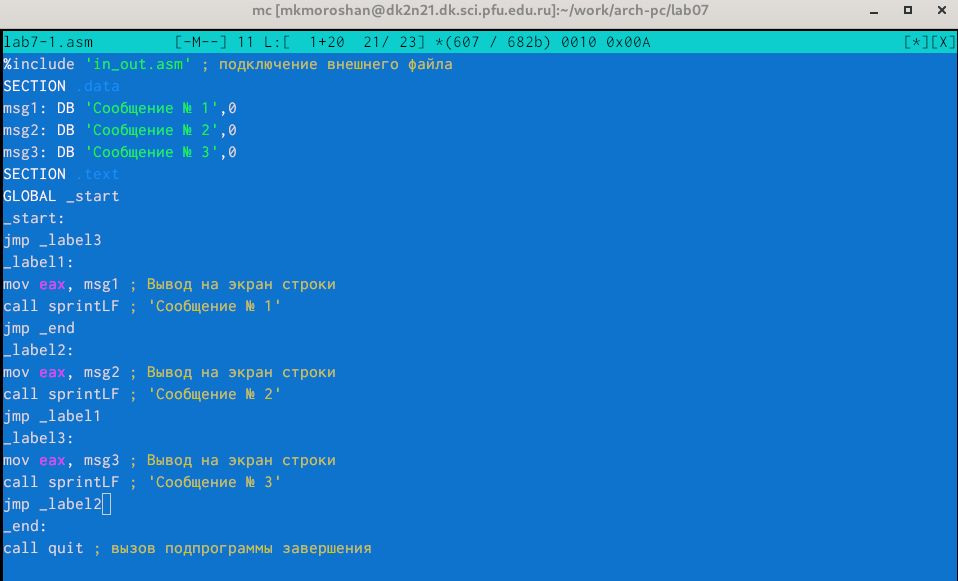 mc [mkmoroshan@dk2n21.dk.sci.pfu.edu.ru]:~/work/arch-pc/lab07
lab7-1.asm [-M--] 11 L:[ 1+20 21/ 23] *(607 / 682b) 0010 0x00A [*][X]
%include 'in_out.asm' ; подключение внешнего файла
SECTION .data
msg1: DB 'Сообщение № 1',0
msg2: DB 'Сообщение № 2',0
msg3: DB 'Сообщение № 3',0
SECTION .text
GLOBAL _start
_start:
jmp _label3
_label1:
mov eax, msg1 ; Вывод на экран строки
call sprintLF ; 'Сообщение № 1'
jmp _end
_label2:
mov eax, msg2 ; Вывод на экран строки
call sprintLF ; 'Сообщение № 2'
jmp _label1
_label3:
mov eax, msg3 ; Вывод на экран строки
call sprintLF ; 'Сообщение № 3'
jmp _label2
_end:
call quit ; вызов подпрограммы завершения